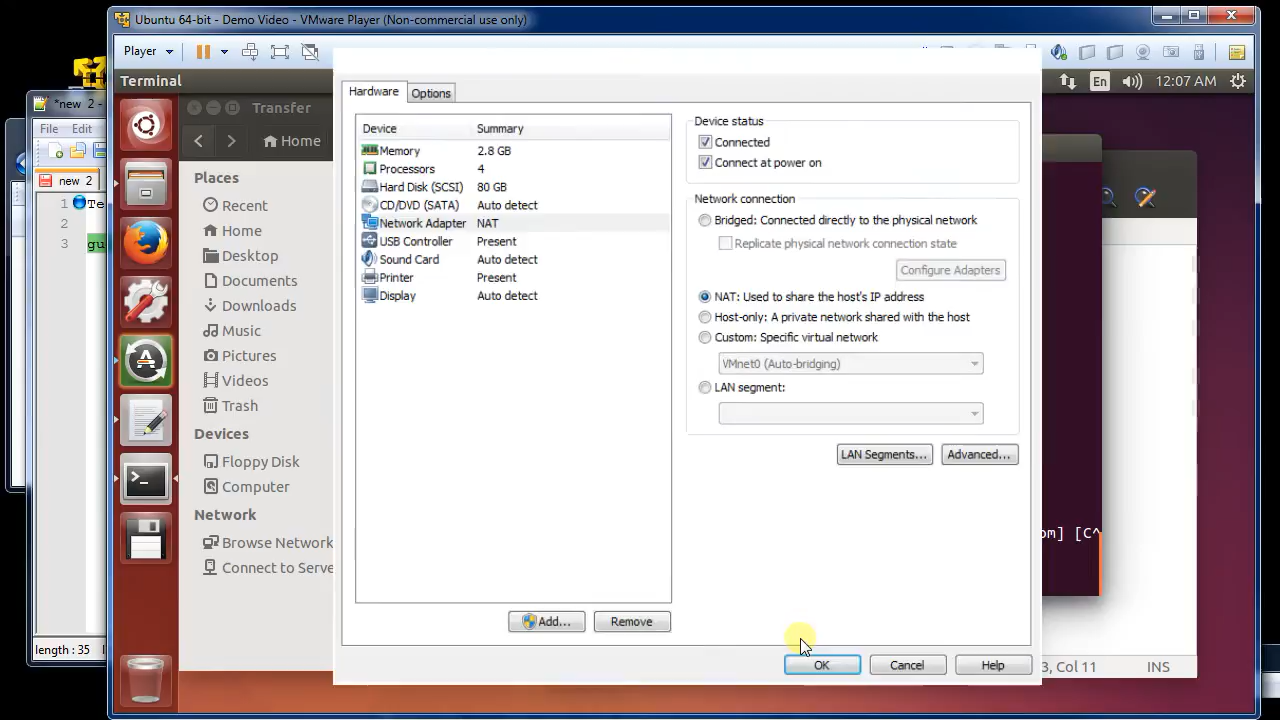 Ubuntu 64-bit - Demo Video - VMware Player (Non-commercial use only)
Player
Terminal
En
12:07 AM
*new 2 -
File Edit
new 2
1 Te
2
3 gu
length: 35
Transfer
Home
Places
Recent
Home
Desktop
Documents
Downloads
Music
Pictures
Videos
Trash
Devices
Floppy Disk
Computer
Network
Browse Network
Connect to Serve
Hardware
Options
Device Summary
Memory 2.8 GB
Processors 4
Hard Disk (SCSI) 80 GB
CD/DVD (SATA) Auto detect
Network Adapter NAT
USB Controller Present
Sound Card Auto detect
Printer Present
Display Auto detect
Add...
Remove
Device status
Connected
Connect at power on
Network connection
Bridged: Connected directly to the physical network
Replicate physical network connection state
Configure Adapters
NAT: Used to share the host's IP address
Host-only: A private network shared with the host
Custom: Specific virtual network
VMnet0 (Auto-bridging)
LAN segment:
LAN Segments...
Advanced...
OK
Cancel
Help
om] [C^
3, Col 11
INS